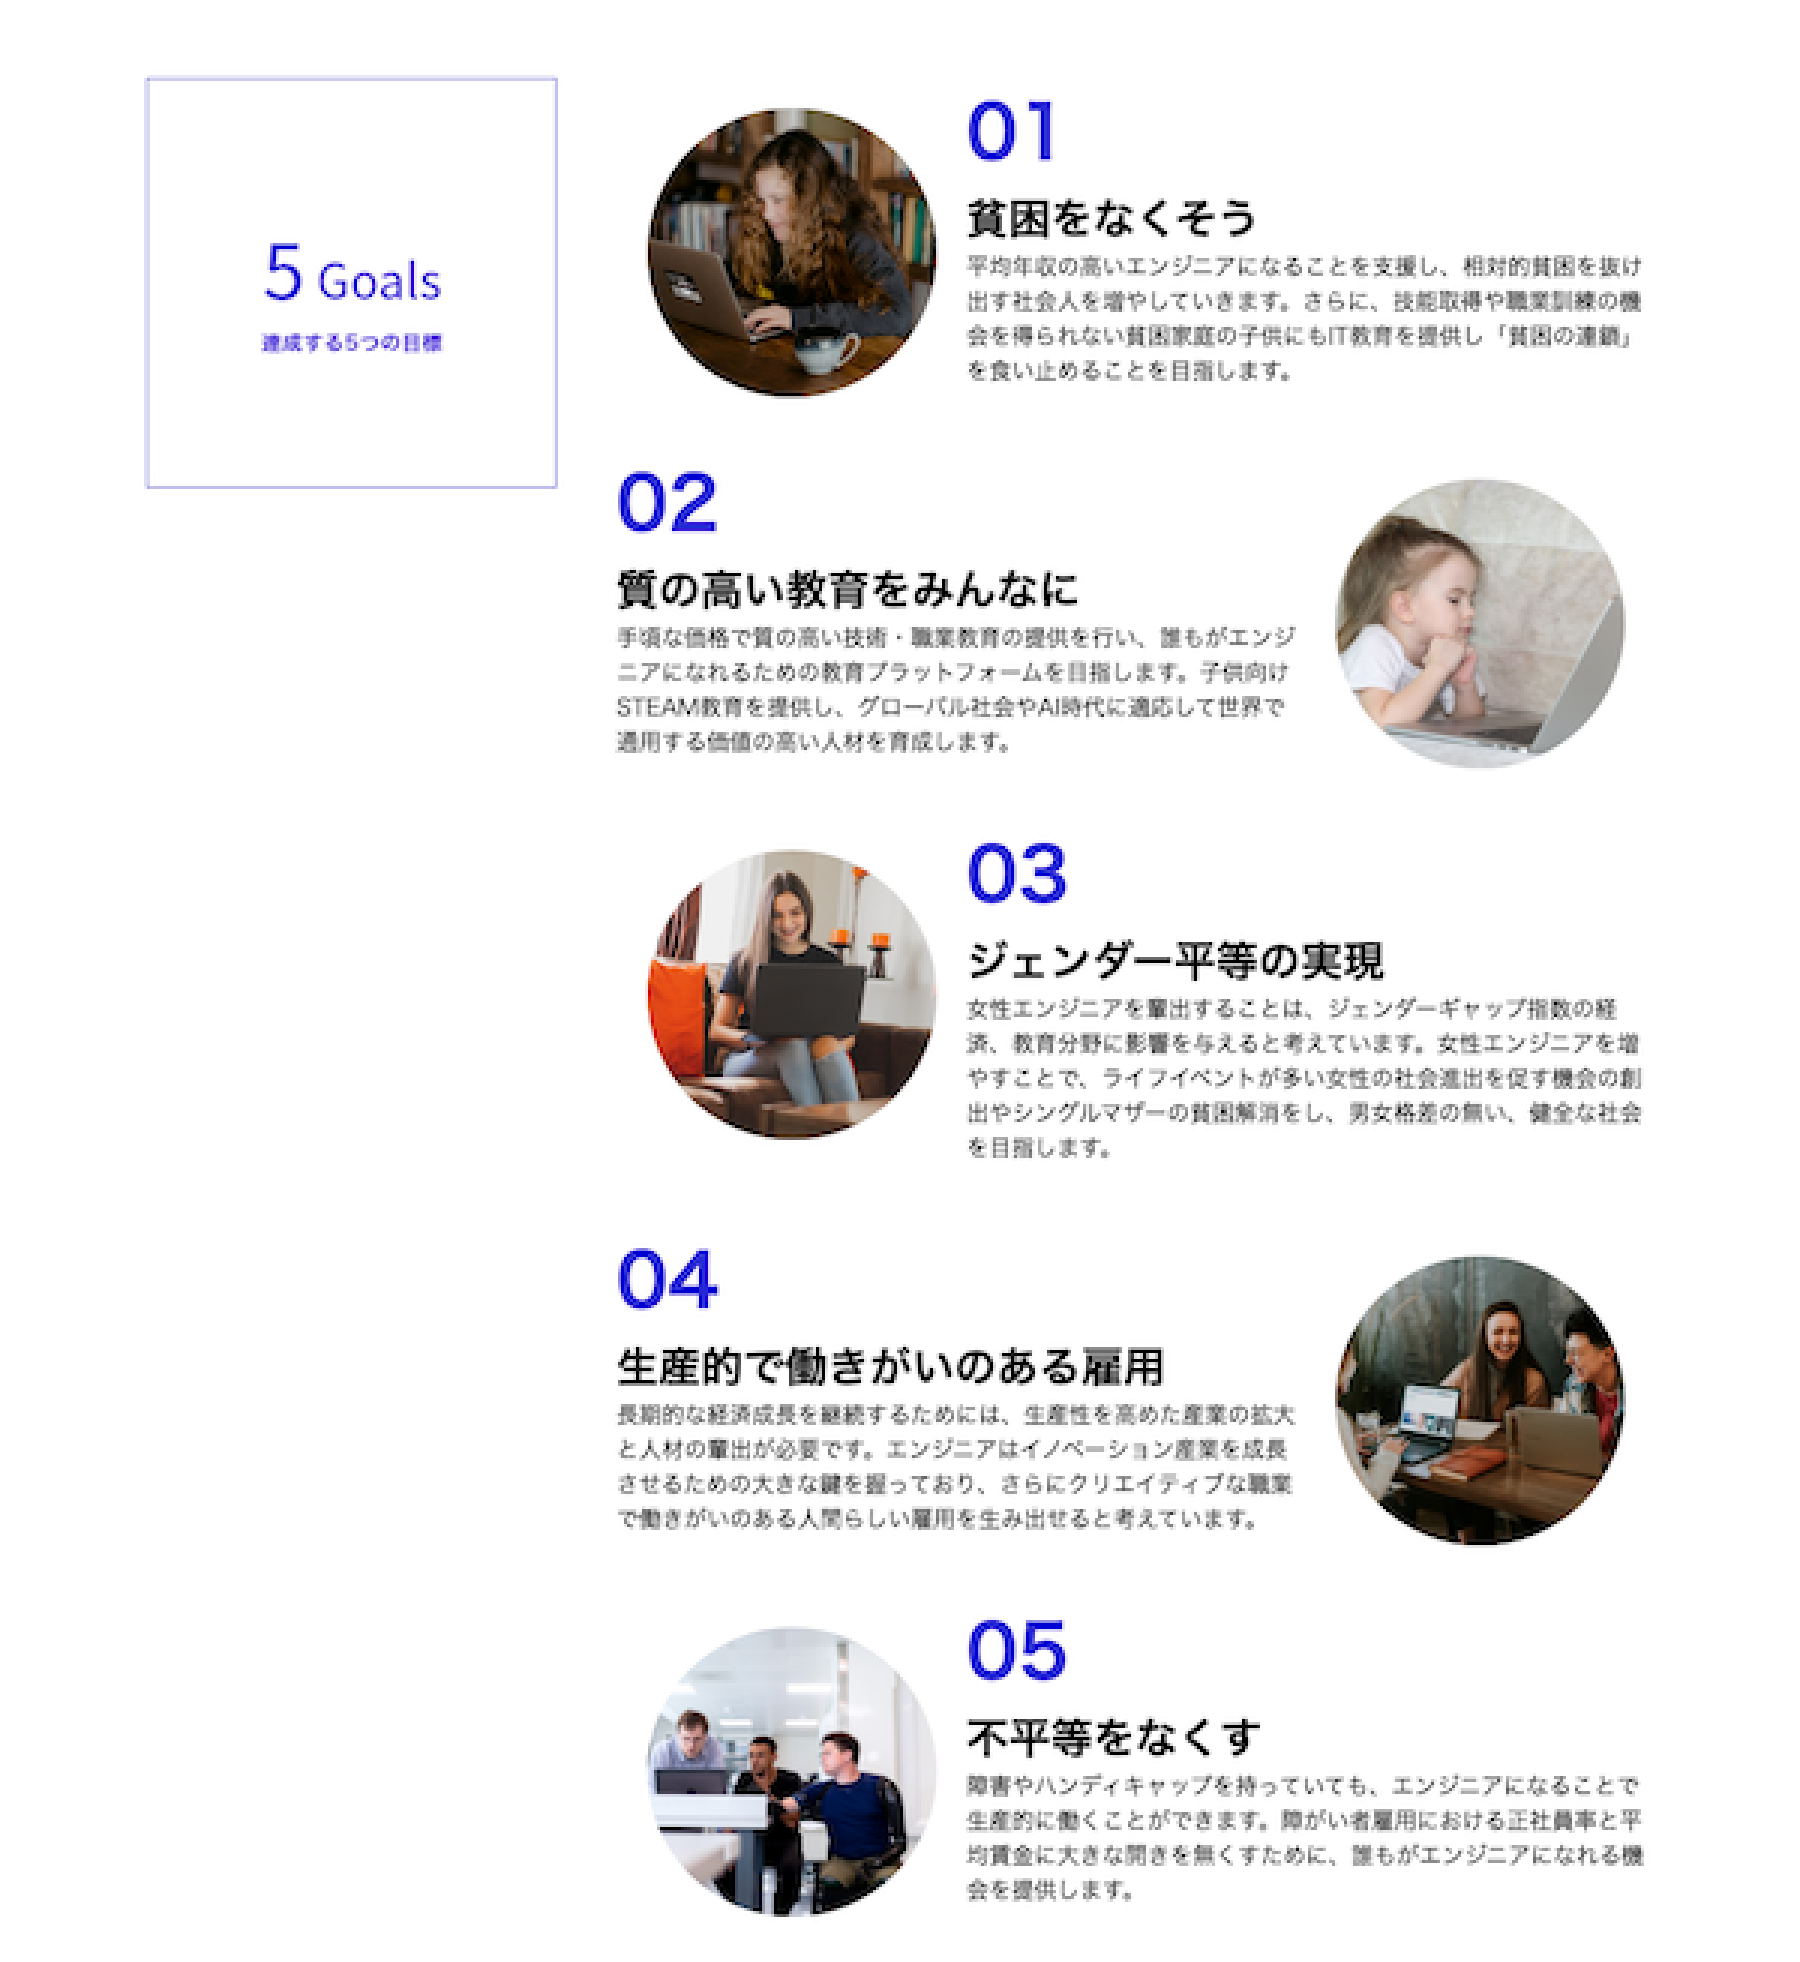 5 Goals
達成する5つの目標
01
貧困をなくそう
平均年収の高いエンジニアになることを支援し、相対的貧困を抜け
出す社会人を増やしていきます。さらに、技能取得や職業訓練の機
会を得られない貧困家庭の子供にもIT教育を提供し「貧困の連鎖」
を食い止めることを目指します。
02
質の高い教育をみんなに
手頃な価格で質の高い技術・職業教育の提供を行い、誰もがエンジ
ニアになれるための教育プラットフォームを目指します。子供向け
STEAM教育を提供し、グローバル社会やAI時代に適応して世界で
通用する価値の高い人材を育成します。
03
ジェンダー平等の実現
女性エンジニアを輩出することは、ジェンダーギャップ指数の経
済、教育分野に影響を与えると考えています。女性エンジニアを増
やすことで、ライフイベントが多い女性の社会進出を促す機会の創
出やシングルマザーの貧困解消をし、男女格差の無い、健全な社会
を目指します。
04
生産的で働きがいのある雇用
長期的な経済成長を継続するためには、生産性を高めた産業の拡大
と人材の輩出が必要です。エンジニアはイノベーション産業を成長
させるための大きな鍵を握っており、さらにクリエイティブな職業
で働きがいのある人間らしい雇用を生み出せると考えています。
05
不平等をなくす
障害やハンディキャップを持っていても、エンジニアになることで
生産的に働くことができます。障がい者雇用における正社員率と平
均賃金に大きな開きを無くすために、誰もがエンジニアになれる機
会を提供します。